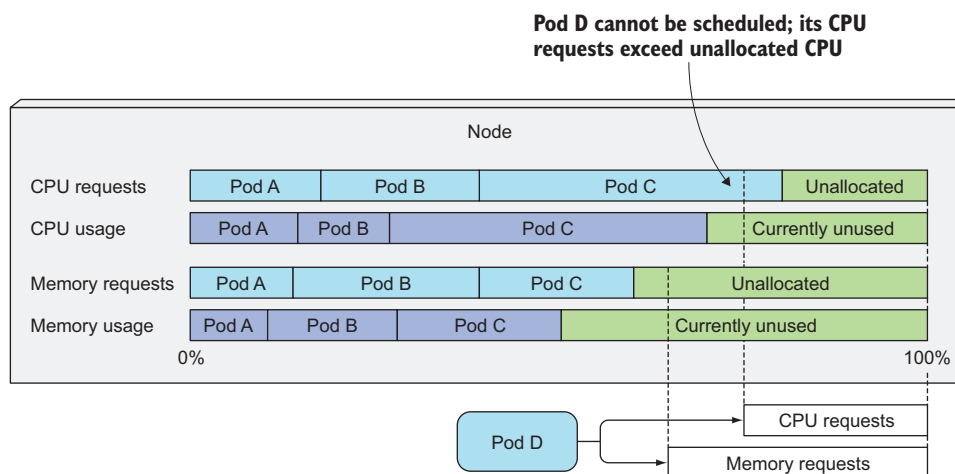 Pod D cannot be scheduled; its CPU
requests exceed unallocated CPU
Node
CPU requests Pod A Pod B Pod C Unallocated
CPU usage Pod A Pod B Pod C Currently unused
Memory requests Pod A Pod B Pod C Unallocated
Memory usage Pod A Pod B Pod C Currently unused
0% 100%
CPU requests
Pod D
Memory requests